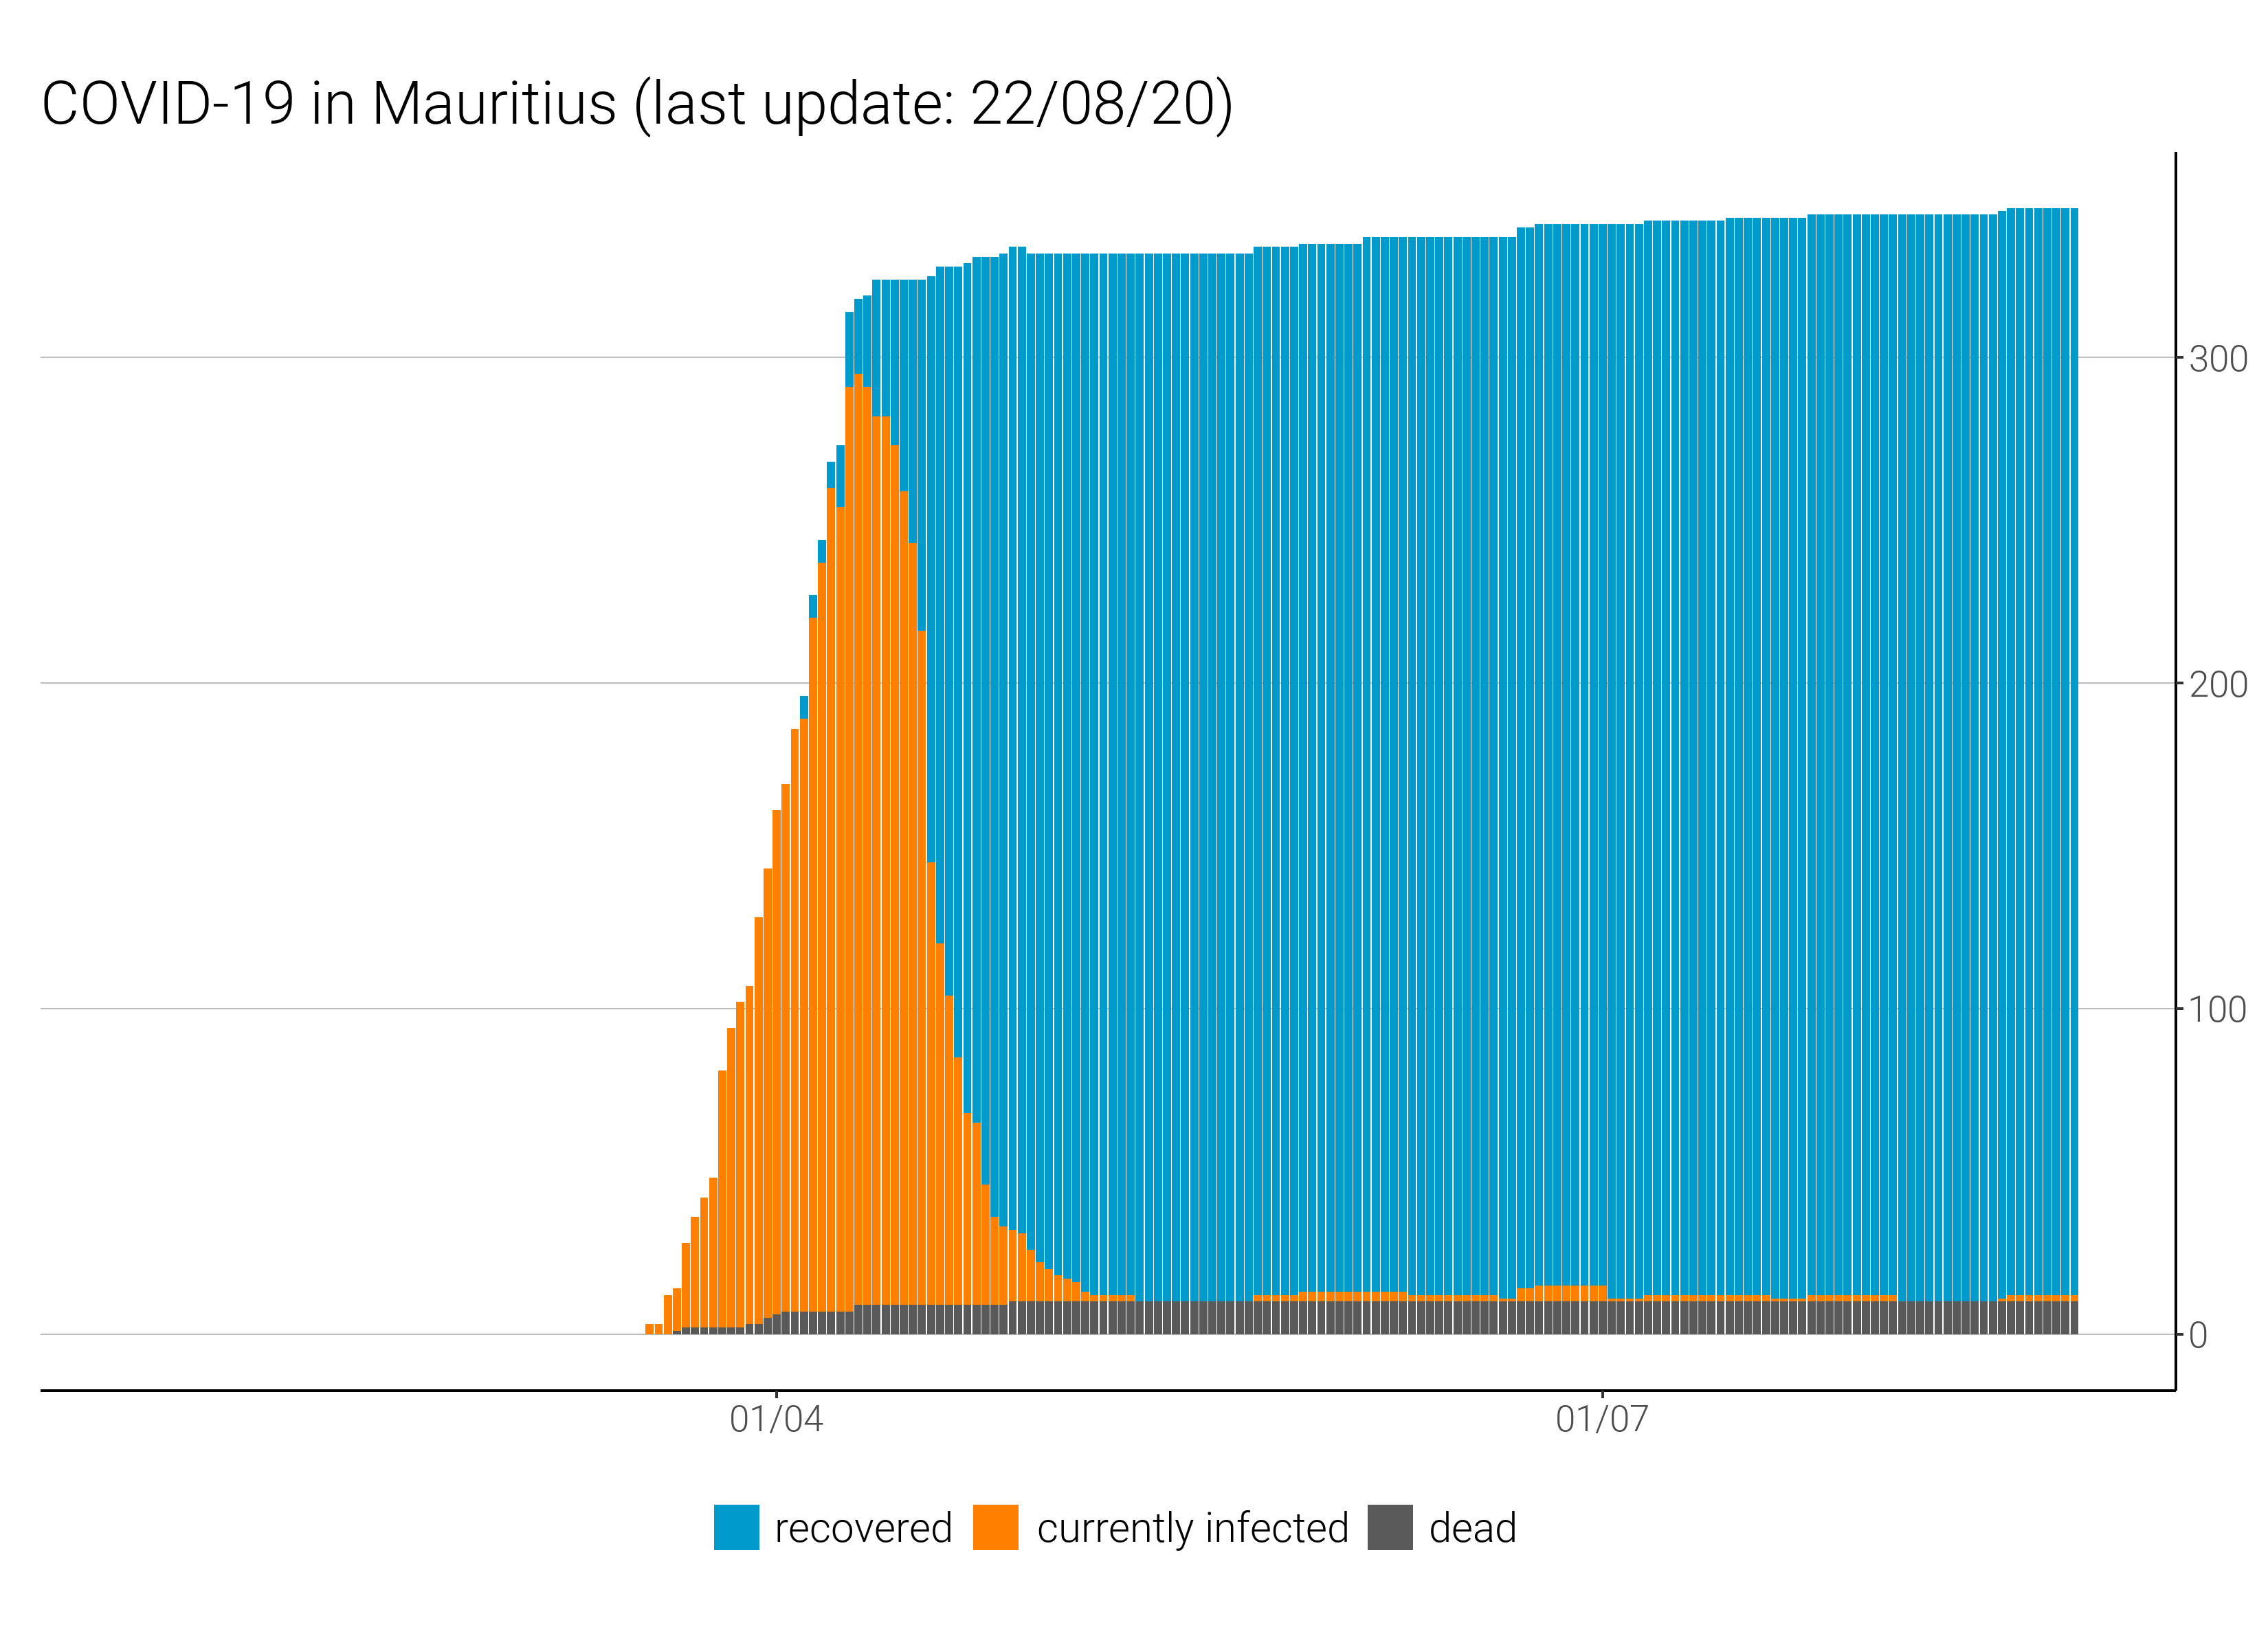 COVID-19 in Mauritius (last update: 22/08/20)
300
200
100
0
01/04 01/07
recovered currently infected dead